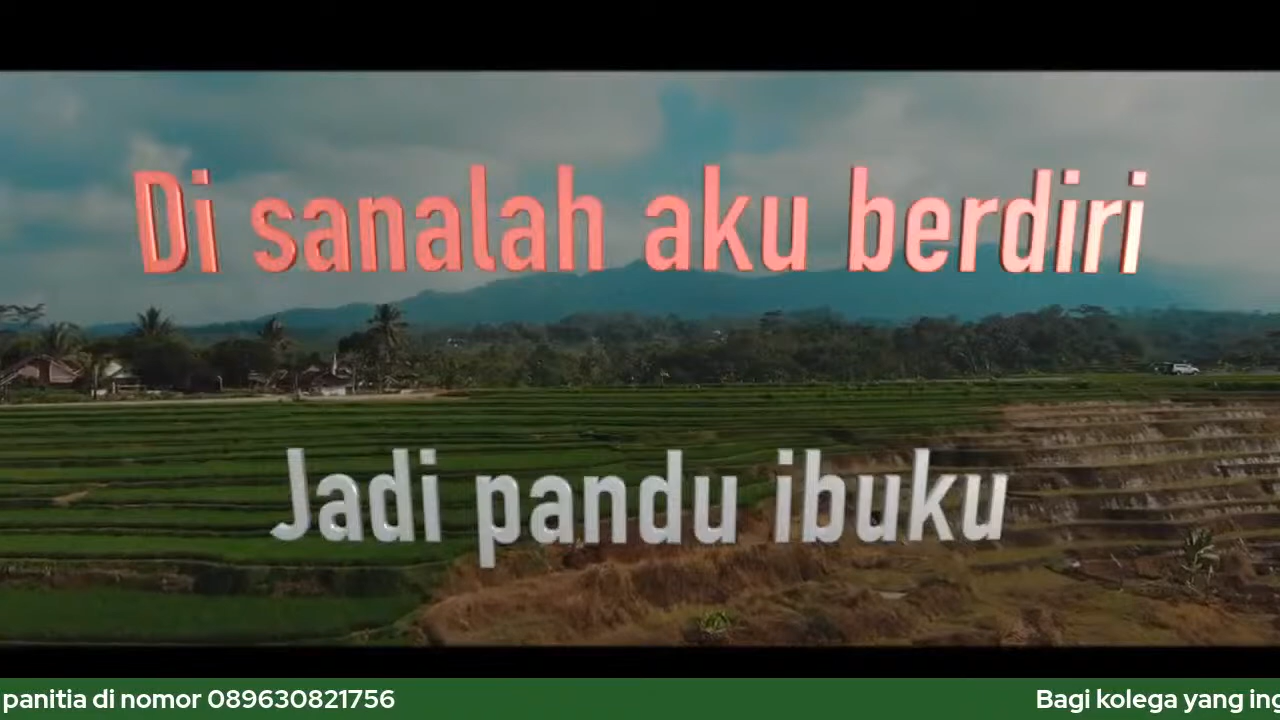 Di sanalah aku berdiri
Jadi pandu ibuku
panitia di nomor 089630821756
Bagi kolega yang